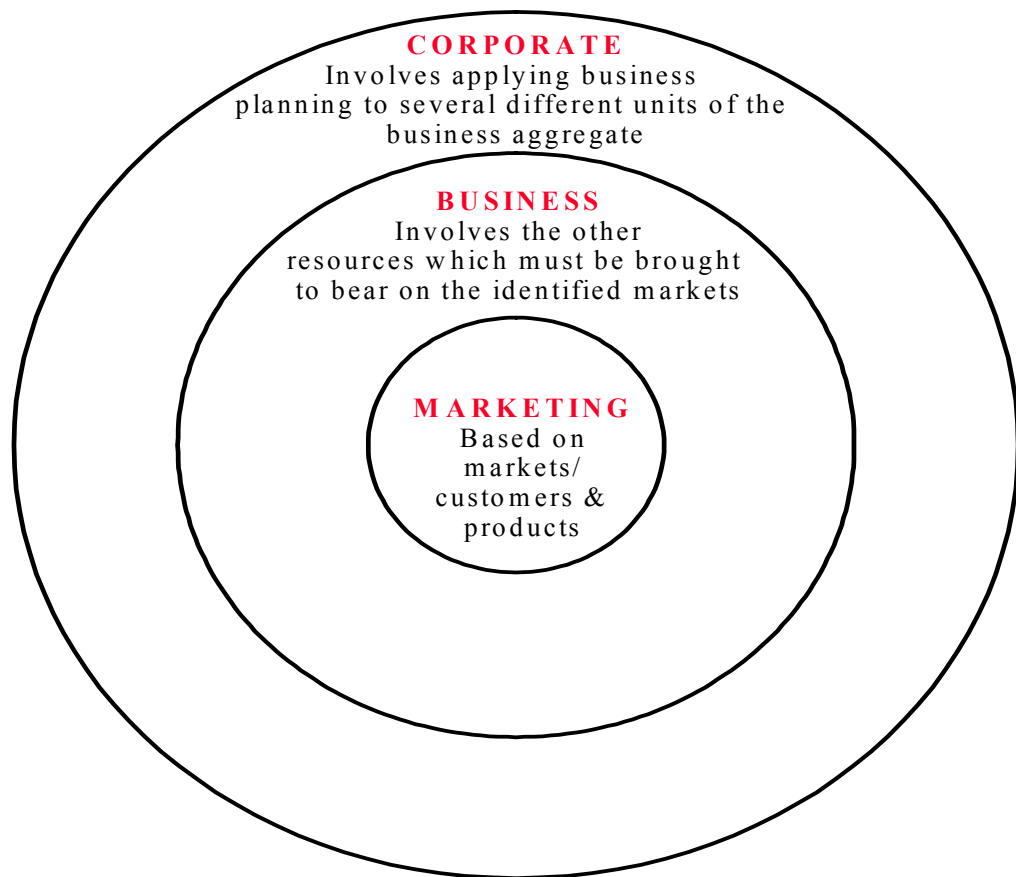 CORPORATE
Involves applying business
planning to several different units of the
business aggregate
BUSINESS
Involves the other
resources which must be brought
to bear on the identified markets
MARKETING
Based on
markets/
customers &
products